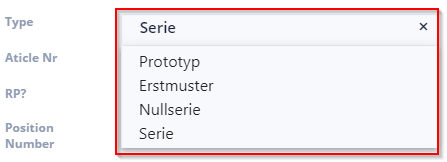 Type
Serie ×
Aticle Nr
Prototyp
Erstmuster
RP?
Nullserie
Position
Number
Serie